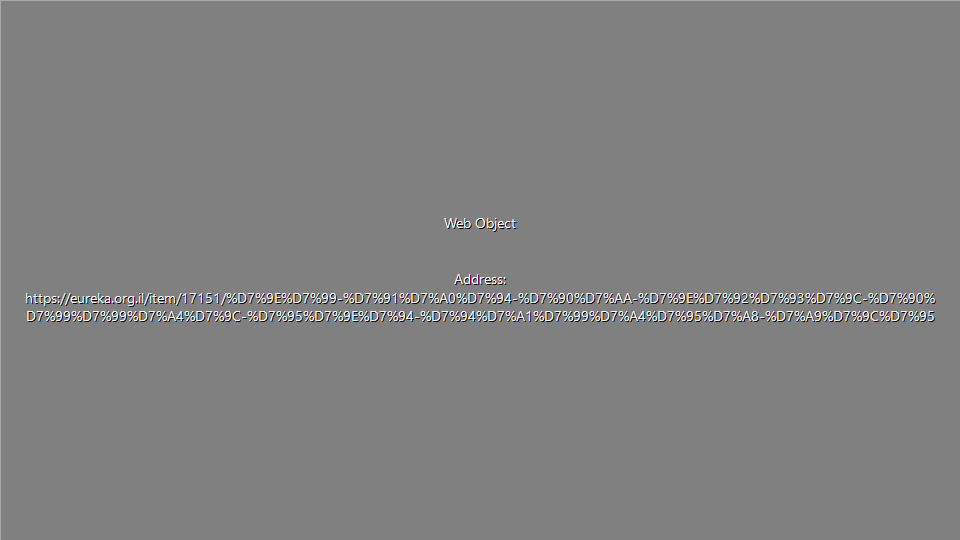 Web Object
Address:
https://eureka.org.il/item/17151/%D7%9E%D7%99-%D7%91%D7%A0%D7%94-%D7%90%D7%AA-%D7%9E%D7%92%D7%93%D7%9C-%D7%90%
D7%99%D7%99%D7%A4%D7%9C-%D7%95%D7%9E%D7%94-%D7%94%D7%A1%D7%99%D7%A4%D7%95%D7%A8-%D7%A9%D7%9C%D7%95